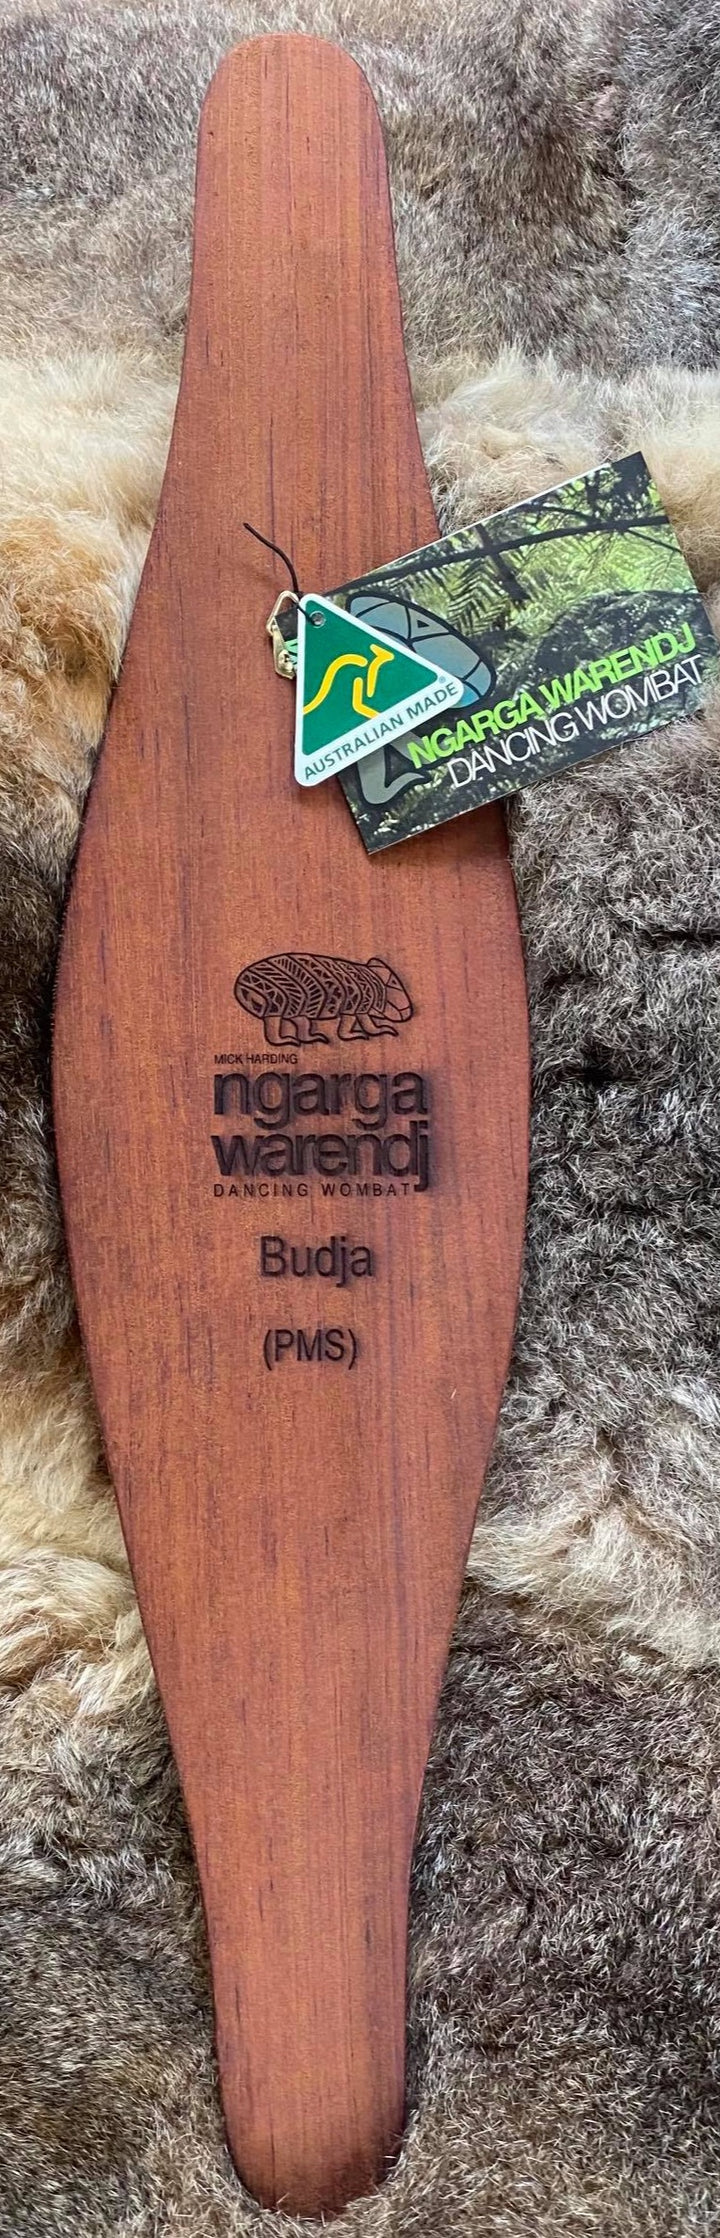 AUSTRALIAN MADE
NGARGA WARENDJ
DANCING WOMBAT
MICK HARDING
ngarga
warendj
DANCING WOMBAT
Budja
(PMS)